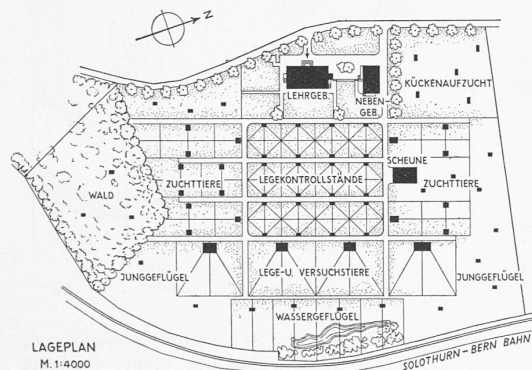 N
LEHRGEB.
NEBEN
GEB.
KÜCKENAUFZUCHT
SCHEUNE
WALD
ZUCHTTIERE
LEGEKONTROLLSTÄNDE
ZUCHTTIERE
JUNGGEFLÜGEL
LEGE-U. VERSUCHSTIERE
JUNGGEFLÜGEL
WASSERGEFLÜGEL
LAGEPLAN
M. 1:4000
SOLOTHURN-BERN BAHN